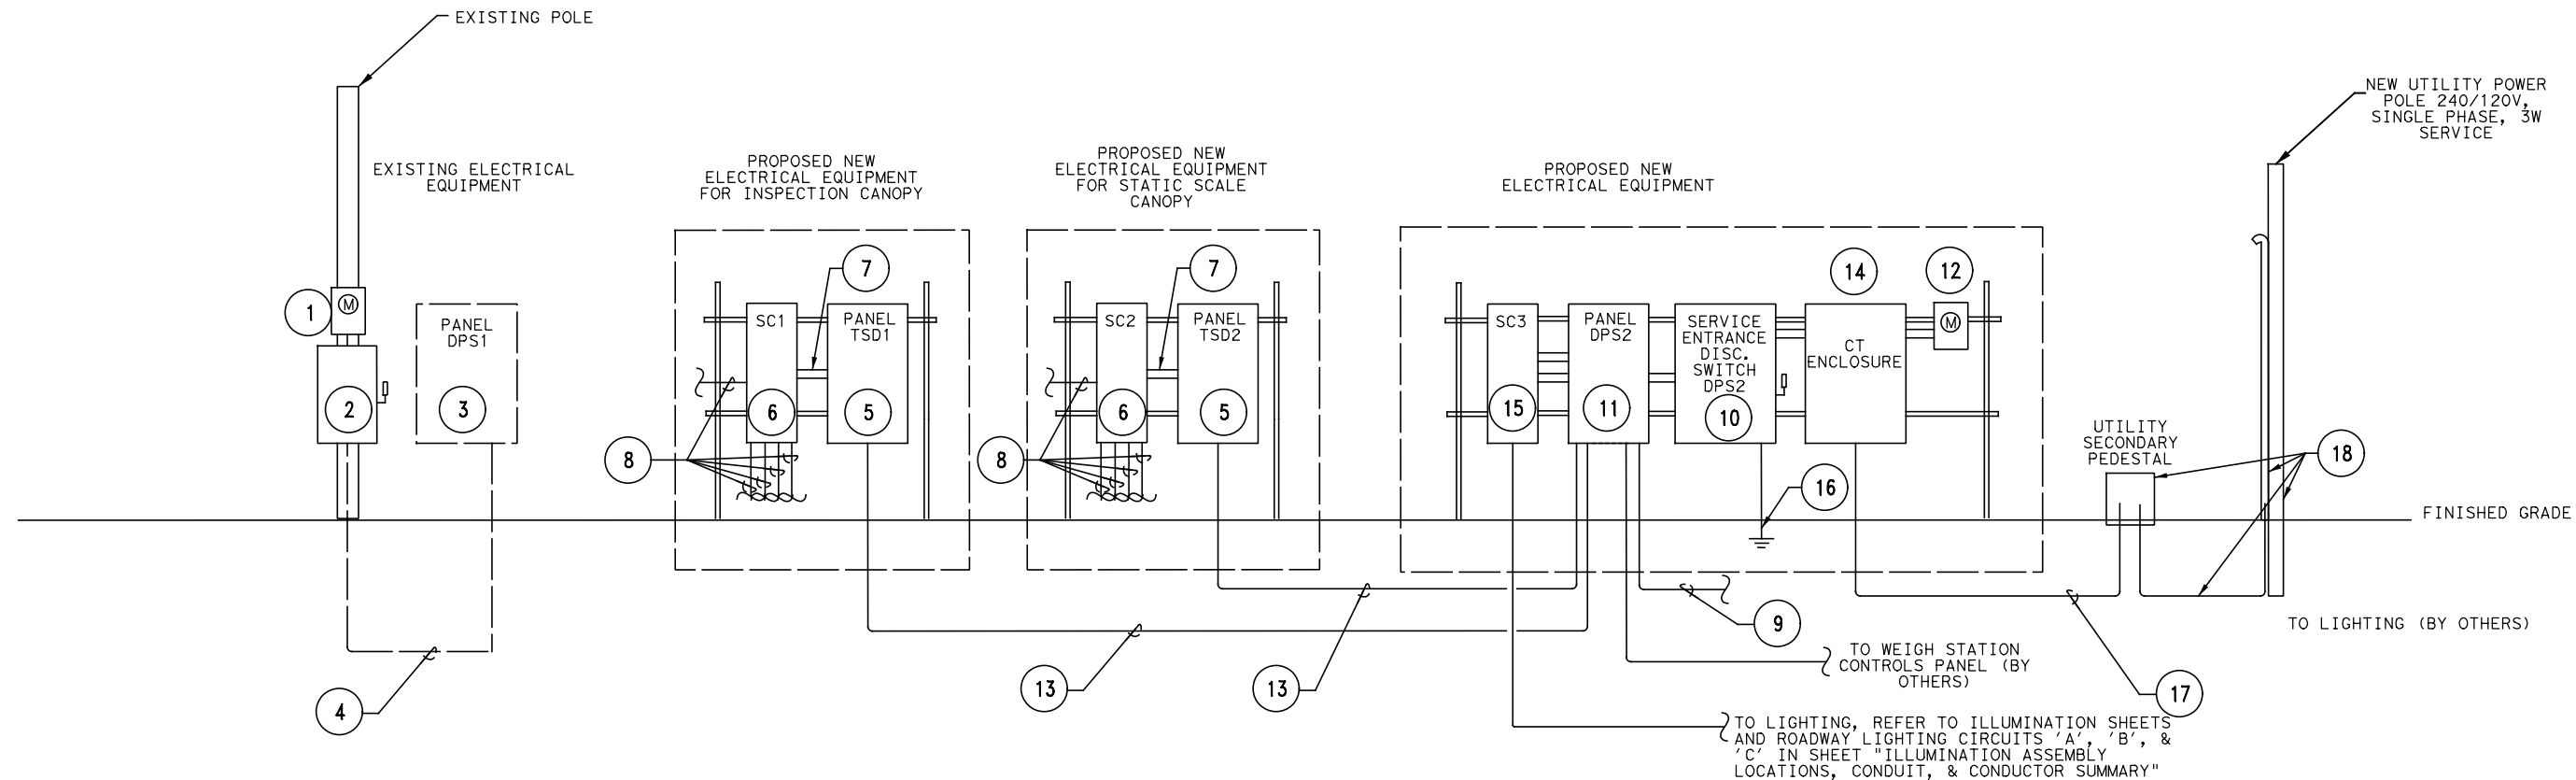 EXISTING POLE
EXISTING ELECTRICAL
EQUIPMENT
1
M
2
PANEL
DPS1
3
4
PROPOSED NEW
ELECTRICAL EQUIPMENT
FOR INSPECTION CANOPY
7
SC1
PANEL
TSD1
6
5
8
PROPOSED NEW
ELECTRICAL EQUIPMENT
FOR STATIC SCALE
CANOPY
7
SC2
PANEL
TSD2
6
5
8
13
13
PROPOSED NEW
ELECTRICAL EQUIPMENT
14
12
SC3
PANEL
DPS2
SERVICE
ENTRANCE
DISC.
SWITCH
DPS2
CT
ENCLOSURE
M
15
11
10
16
9
TO WEIGH STATION
CONTROLS PANEL (BY
OTHERS)
TO LIGHTING, REFER TO ILLUMINATION SHEETS
AND ROADWAY LIGHTING CIRCUITS 'A', 'B', &
'C' IN SHEET "ILLUMINATION ASSEMBLY
LOCATIONS, CONDUIT, & CONDUCTOR SUMMARY"
17
UTILITY
SECONDARY
PEDESTAL
18
NEW UTILITY POWER
POLE 240/120V,
SINGLE PHASE, 3W
SERVICE
FINISHED GRADE
TO LIGHTING (BY OTHERS)